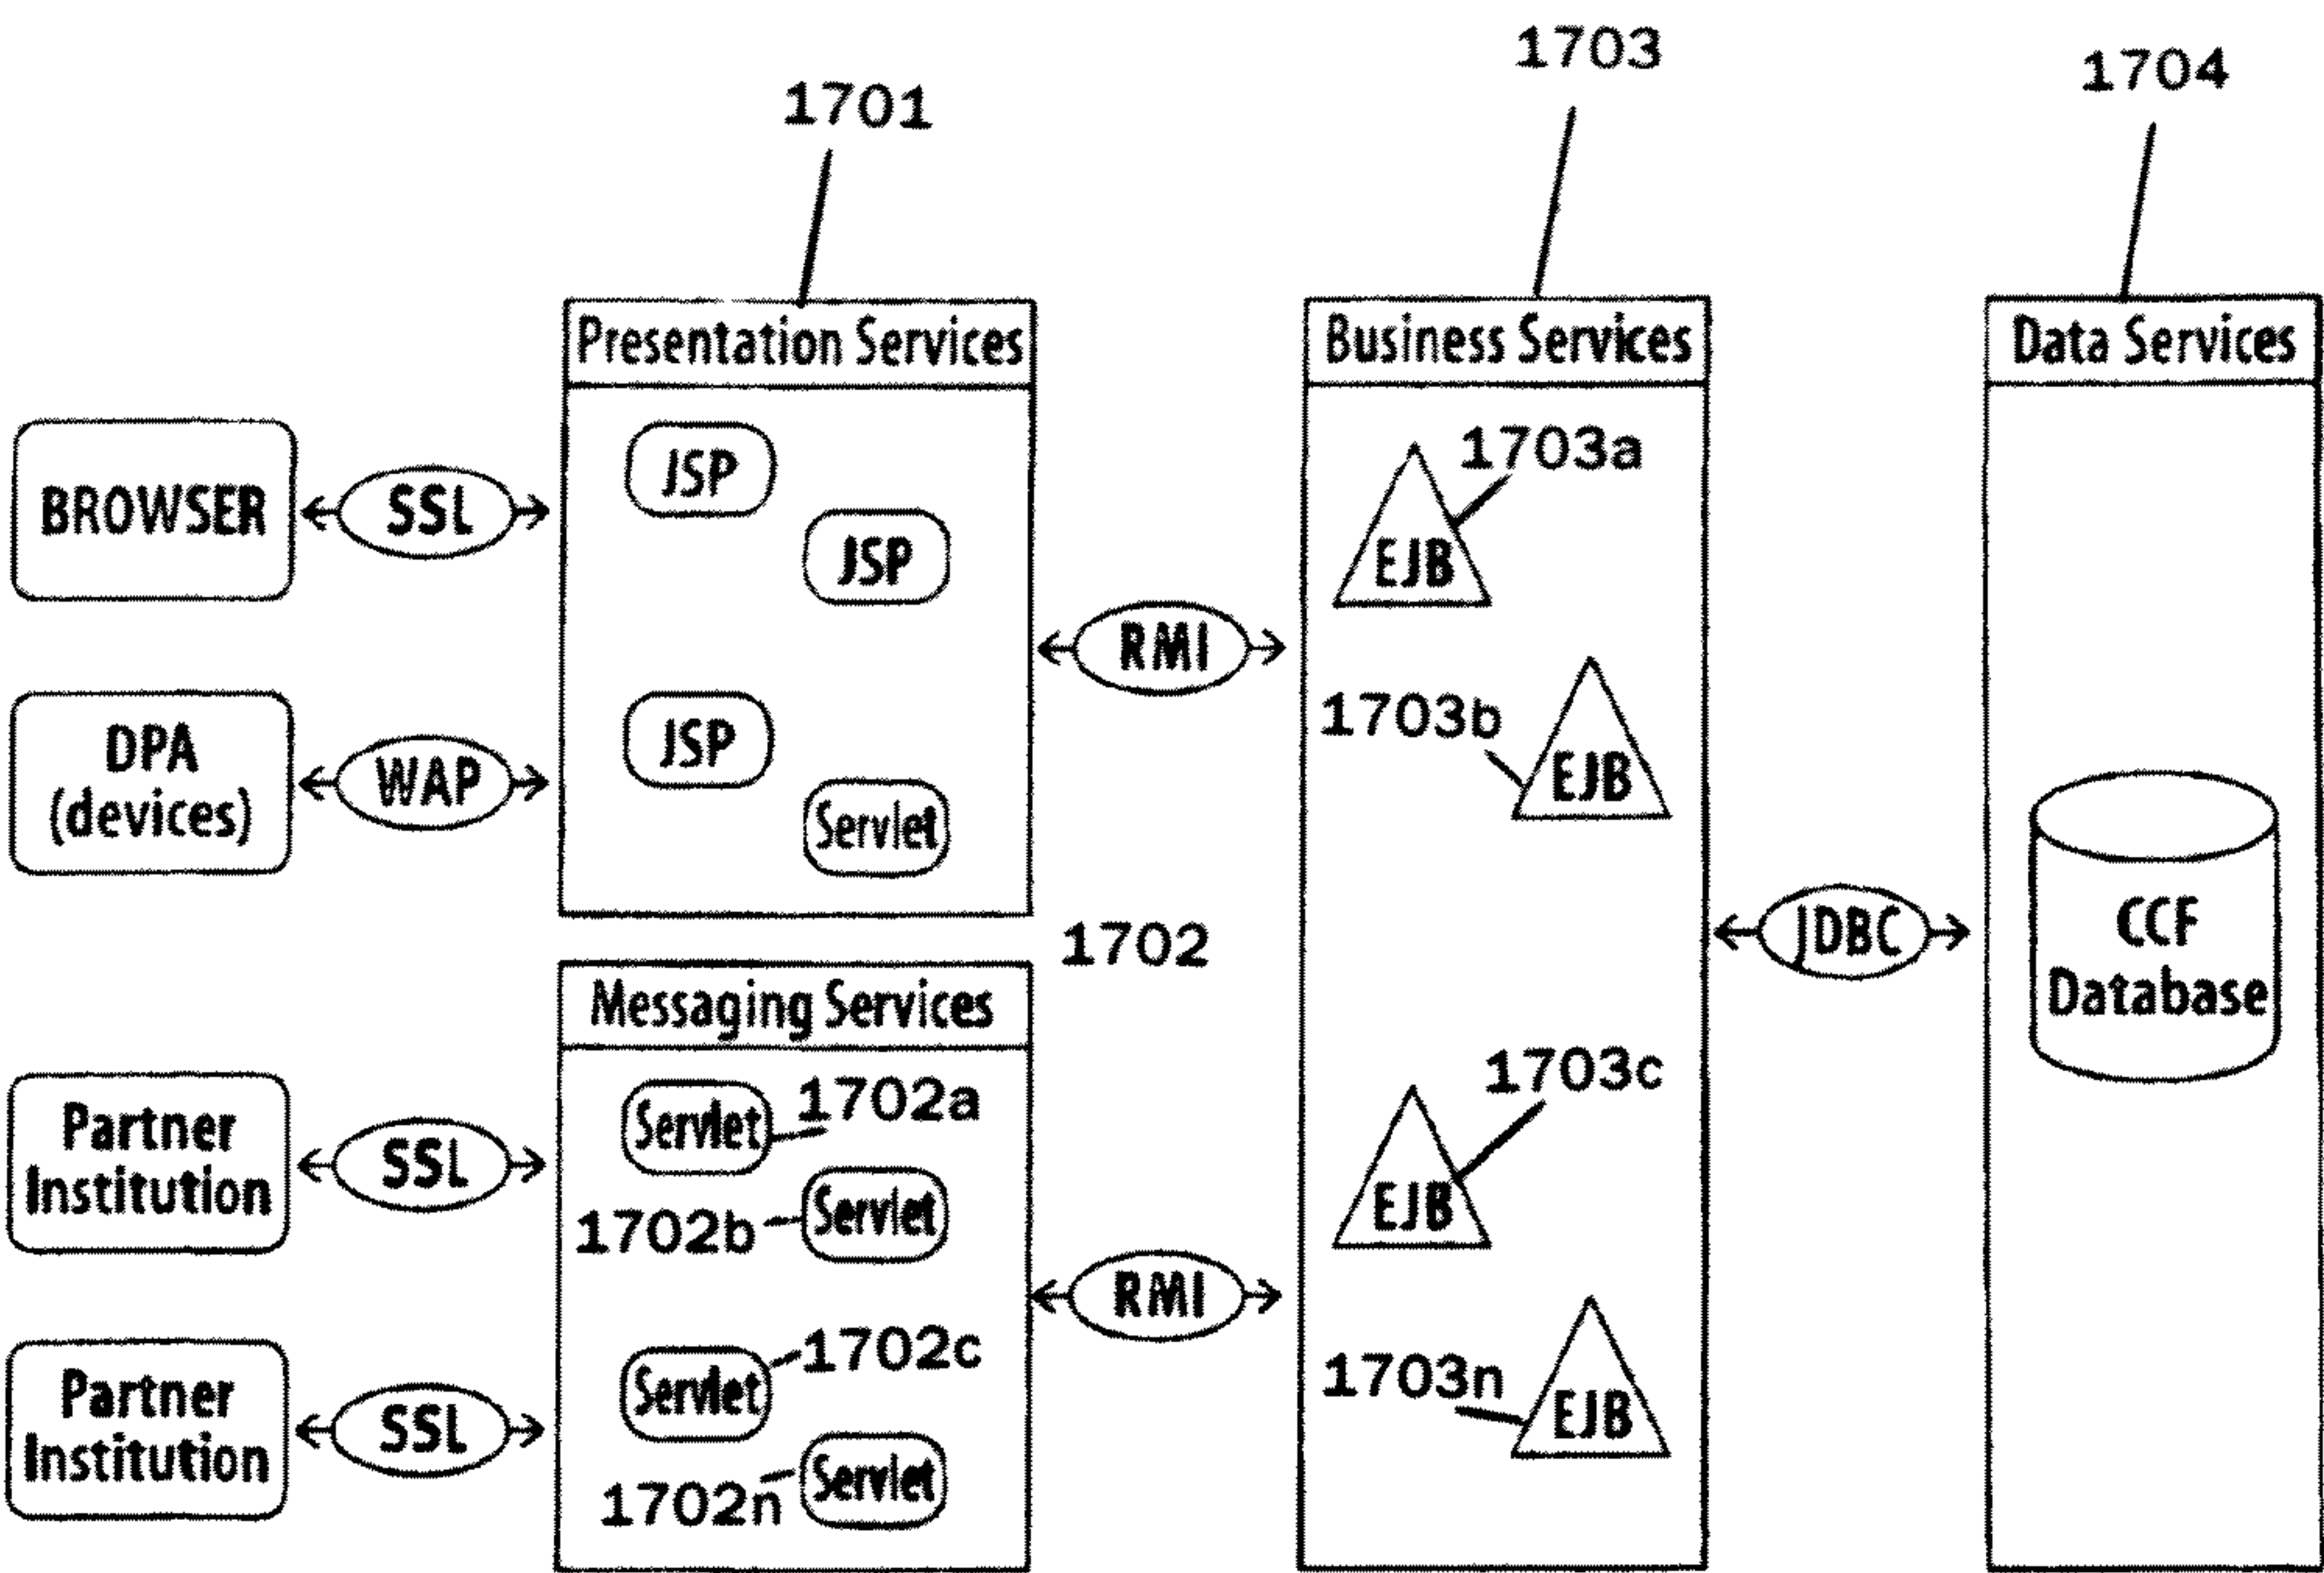 1701
1703
1704
Presentation Services
Business Services
Data Services
BROWSER
SSL
JSP
JSP
DPA
(devices)
WAP
JSP
Servlet
RMI
1703a
EJB
1703b
EJB
1702
Messaging Services
Partner
Institution
SSL
Servlet
1702a
1702b
Servlet
Partner
Institution
SSL
Servlet
1702c
1702n
Servlet
RMI
1703c
EJB
1703n
EJB
JDBC
CCF
Database